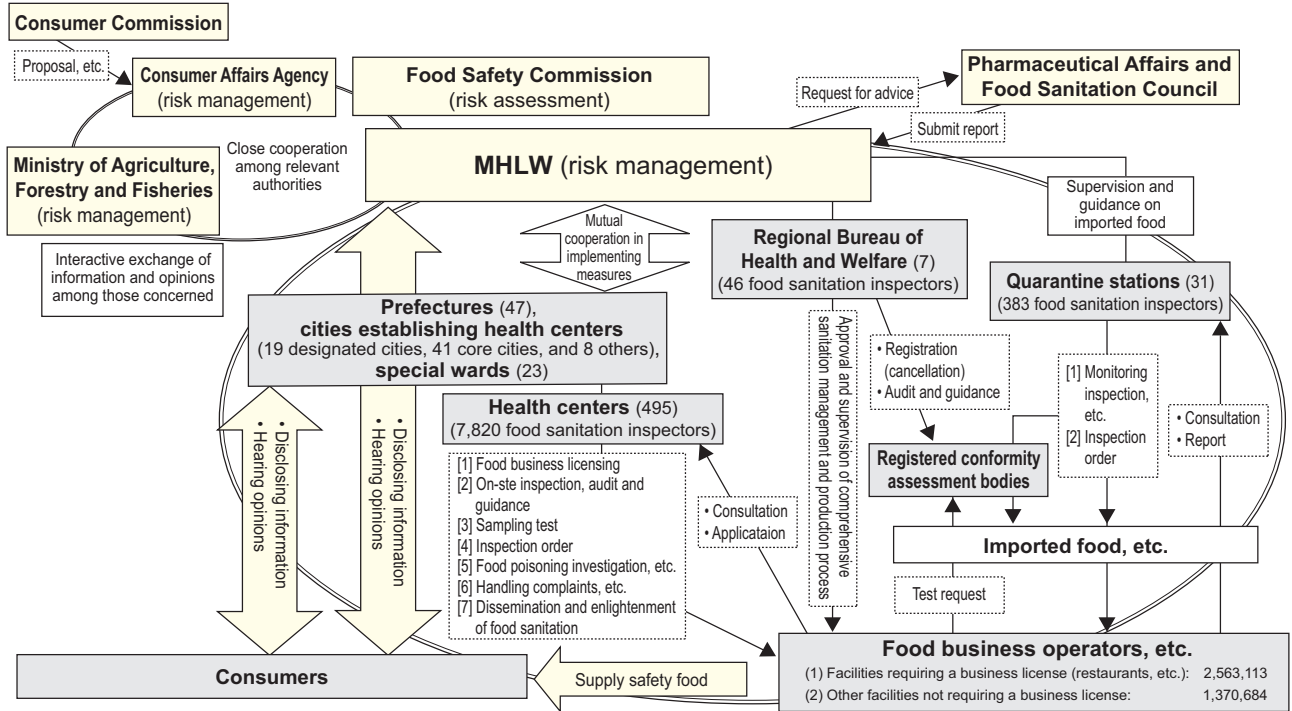 Consumer Commission
Proposal, etc.
Consumer Affairs Agency
(risk management)
Food Safety Commission
(risk assessment)
Request for advice
Pharmaceutical Affairs and
Food Sanitation Council
Submit report
Ministry of Agriculture,
Forestry and Fisheries
(risk management)
Close cooperation
among relevant
authorities
MHLW (risk management)
Supervision and
guidance on
imported food
Interactive exchange of
information and opinions
among those concerned
Mutual
cooperation in
implementing
measures
Regional Bureau of
Health and Welfare (7)
(46 food sanitation inspectors)
Quarantine stations (31)
(383 food sanitation inspectors)
Prefectures (47),
cities establishing health centers
(19 designated cities, 41 core cities, and 8 others),
special wards (23)
Health centers (495)
(7,820 food sanitation inspectors)
[1] Food business licensing
[2] On-ste inspection, audit and
guidance
[3] Sampling test
[4] Inspection order
[5] Food poisoning investigation, etc.
[6] Handling complaints, etc.
[7] Dissemination and enlightenment
of food sanitation
• Disclosing information
• Hearing opinions
• Disclosing information
• Hearing opinions
• Consultation
• Applicataion
Approval and supervision of comprehensive
sanitation management and production process
• Registration
(cancellation)
• Audit and guidance
[1] Monitoring
inspection,
etc.
[2] Inspection
order
• Consultation
• Report
Registered conformity
assessment bodies
Imported food, etc.
Test request
Food business operators, etc.
(1) Facilities requiring a business license (restaurants, etc.): 2,563,113
(2) Other facilities not requiring a business license: 1,370,684
Supply safety food
Consumers